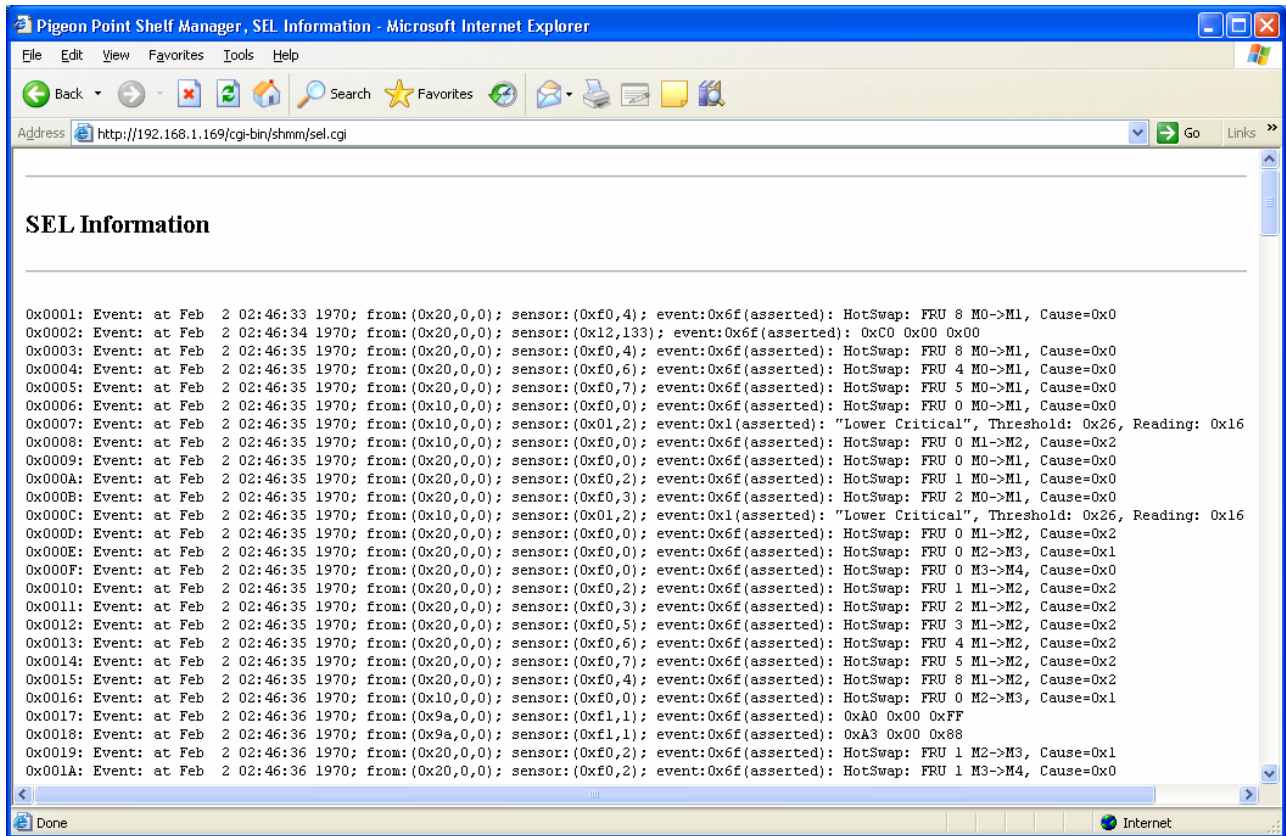 Pigeon Point Shelf Manager, SEL Information - Microsoft Internet Explorer
File Edit View Favorites Tools Help
Back Search Favorites
Address http://192.168.1.169/cgi-bin/shmm/sel.cgi Go Links »
SEL Information
0x0001: Event: at Feb  2 02:46:33 1970; from:(0x20,0,0); sensor:(0xf0,4); event:0x6f(asserted): HotSwap: FRU 8 M0->M1, Cause=0x0
0x0002: Event: at Feb  2 02:46:34 1970; from:(0x20,0,0); sensor:(0x12,133); event:0x6f(asserted): 0xC0 0x00 0x00
0x0003: Event: at Feb  2 02:46:35 1970; from:(0x20,0,0); sensor:(0xf0,4); event:0x6f(asserted): HotSwap: FRU 8 M0->M1, Cause=0x0
0x0004: Event: at Feb  2 02:46:35 1970; from:(0x20,0,0); sensor:(0xf0,6); event:0x6f(asserted): HotSwap: FRU 4 M0->M1, Cause=0x0
0x0005: Event: at Feb  2 02:46:35 1970; from:(0x20,0,0); sensor:(0xf0,7); event:0x6f(asserted): HotSwap: FRU 5 M0->M1, Cause=0x0
0x0006: Event: at Feb  2 02:46:35 1970; from:(0x10,0,0); sensor:(0xf0,0); event:0x6f(asserted): HotSwap: FRU 0 M0->M1, Cause=0x0
0x0007: Event: at Feb  2 02:46:35 1970; from:(0x10,0,0); sensor:(0x01,2); event:0x1(asserted): "Lower Critical", Threshold: 0x26, Reading: 0x16
0x0008: Event: at Feb  2 02:46:35 1970; from:(0x10,0,0); sensor:(0xf0,0); event:0x6f(asserted): HotSwap: FRU 0 M1->M2, Cause=0x2
0x0009: Event: at Feb  2 02:46:35 1970; from:(0x20,0,0); sensor:(0xf0,0); event:0x6f(asserted): HotSwap: FRU 0 M0->M1, Cause=0x0
0x000A: Event: at Feb  2 02:46:35 1970; from:(0x20,0,0); sensor:(0xf0,2); event:0x6f(asserted): HotSwap: FRU 1 M0->M1, Cause=0x0
0x000B: Event: at Feb  2 02:46:35 1970; from:(0x20,0,0); sensor:(0xf0,3); event:0x6f(asserted): HotSwap: FRU 2 M0->M1, Cause=0x0
0x000C: Event: at Feb  2 02:46:35 1970; from:(0x10,0,0); sensor:(0x01,2); event:0x1(asserted): "Lower Critical", Threshold: 0x26, Reading: 0x16
0x000D: Event: at Feb  2 02:46:35 1970; from:(0x20,0,0); sensor:(0xf0,0); event:0x6f(asserted): HotSwap: FRU 0 M1->M2, Cause=0x2
0x000E: Event: at Feb  2 02:46:35 1970; from:(0x20,0,0); sensor:(0xf0,0); event:0x6f(asserted): HotSwap: FRU 0 M2->M3, Cause=0x1
0x000F: Event: at Feb  2 02:46:35 1970; from:(0x20,0,0); sensor:(0xf0,0); event:0x6f(asserted): HotSwap: FRU 0 M3->M4, Cause=0x0
0x0010: Event: at Feb  2 02:46:35 1970; from:(0x20,0,0); sensor:(0xf0,2); event:0x6f(asserted): HotSwap: FRU 1 M1->M2, Cause=0x2
0x0011: Event: at Feb  2 02:46:35 1970; from:(0x20,0,0); sensor:(0xf0,3); event:0x6f(asserted): HotSwap: FRU 2 M1->M2, Cause=0x2
0x0012: Event: at Feb  2 02:46:35 1970; from:(0x20,0,0); sensor:(0xf0,5); event:0x6f(asserted): HotSwap: FRU 3 M1->M2, Cause=0x2
0x0013: Event: at Feb  2 02:46:35 1970; from:(0x20,0,0); sensor:(0xf0,6); event:0x6f(asserted): HotSwap: FRU 4 M1->M2, Cause=0x2
0x0014: Event: at Feb  2 02:46:35 1970; from:(0x20,0,0); sensor:(0xf0,7); event:0x6f(asserted): HotSwap: FRU 5 M1->M2, Cause=0x2
0x0015: Event: at Feb  2 02:46:35 1970; from:(0x20,0,0); sensor:(0xf0,4); event:0x6f(asserted): HotSwap: FRU 8 M1->M2, Cause=0x2
0x0016: Event: at Feb  2 02:46:36 1970; from:(0x10,0,0); sensor:(0xf0,0); event:0x6f(asserted): HotSwap: FRU 0 M2->M3, Cause=0x1
0x0017: Event: at Feb  2 02:46:36 1970; from:(0x9a,0,0); sensor:(0xf1,1); event:0x6f(asserted): 0xA0 0x00 0xFF
0x0018: Event: at Feb  2 02:46:36 1970; from:(0x9a,0,0); sensor:(0xf1,1); event:0x6f(asserted): 0xA3 0x00 0x88
0x0019: Event: at Feb  2 02:46:36 1970; from:(0x20,0,0); sensor:(0xf0,2); event:0x6f(asserted): HotSwap: FRU 1 M2->M3, Cause=0x1
0x001A: Event: at Feb  2 02:46:36 1970; from:(0x20,0,0); sensor:(0xf0,2); event:0x6f(asserted): HotSwap: FRU 1 M3->M4, Cause=0x0
Done Internet